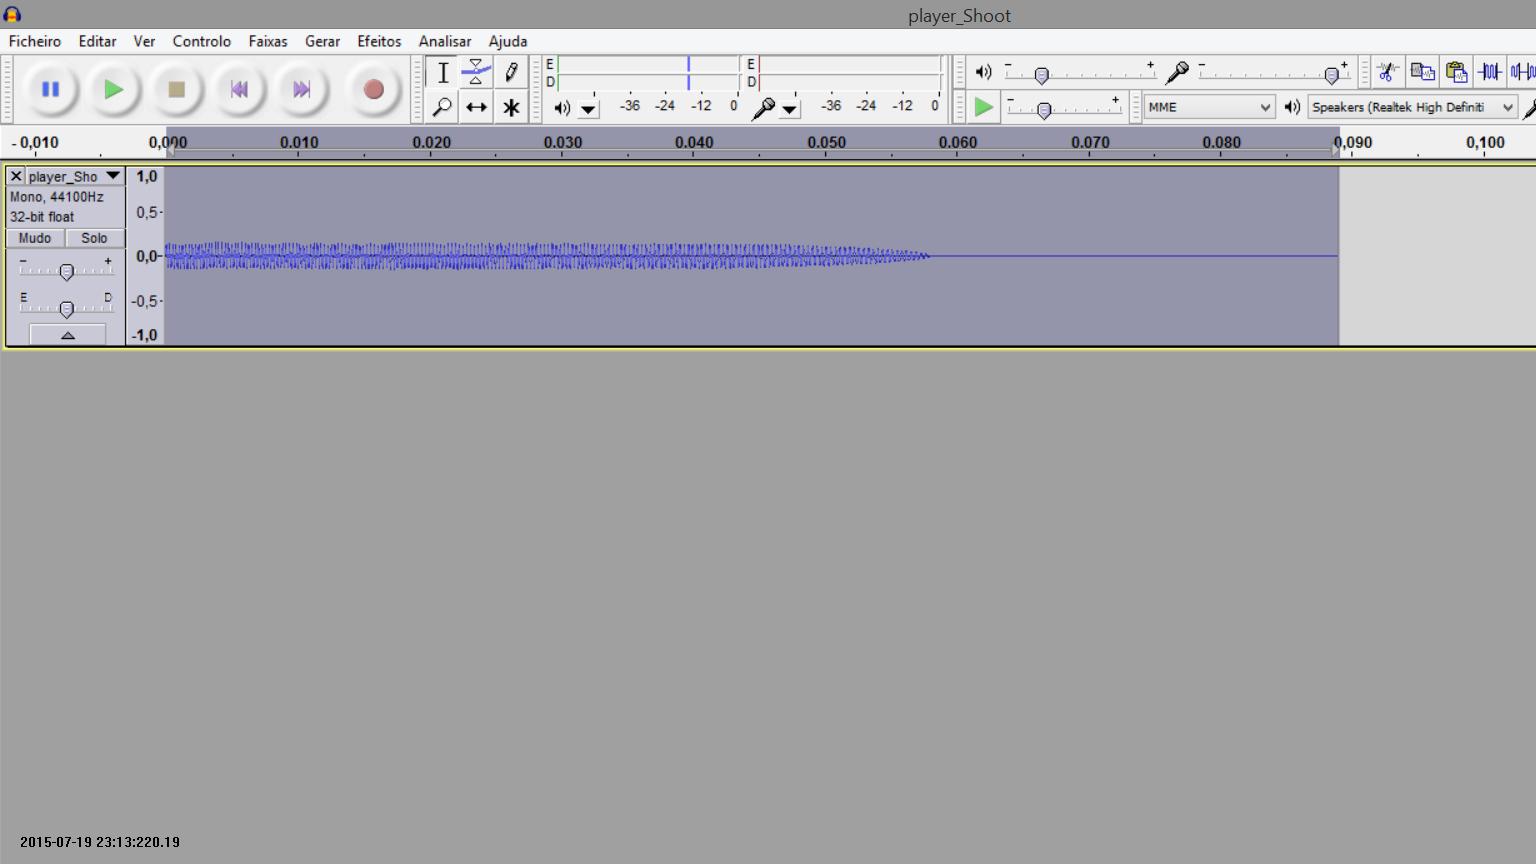 player_Shoot
Ficheiro Editar Ver Controlo Faixas Gerar Efeitos Analisar Ajuda
E E - + - +
D D
-36 -24 -12 0 -36 -24 -12 0 - + MME Speakers (Realtek High Definiti
- 0,010 0,000 0.010 0.020 0.030 0.040 0.050 0.060 0.070 0.080 0,090 0,100
player_Sho 1,0
Mono, 44100Hz
32-bit float 0,5
Mudo Solo
- + 0,0
E D -0,5
-1,0
2015-07-19 23:13:220.19